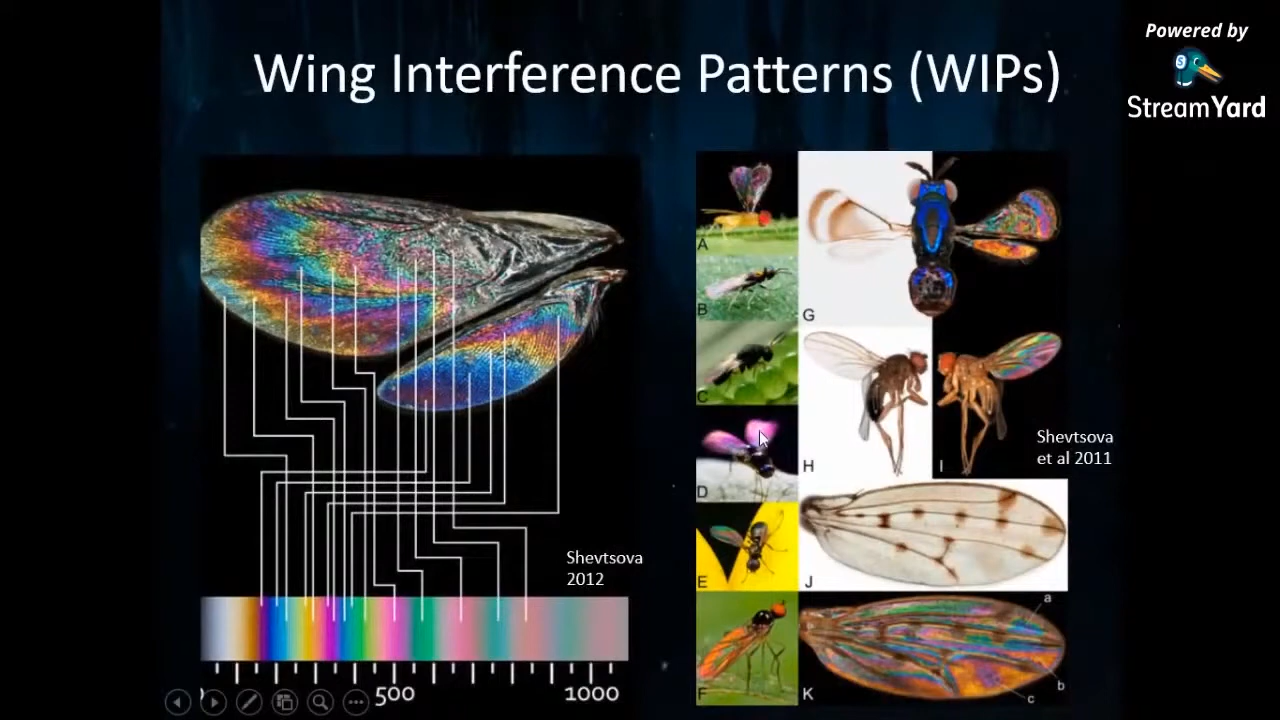 Powered by
StreamYard
Wing Interference Patterns (WIPs)
Shevtsova
2012
500
1000
A
B
C
D
E
F
G
H
I
J
K
a
b
c
Shevtsova
et al 2011